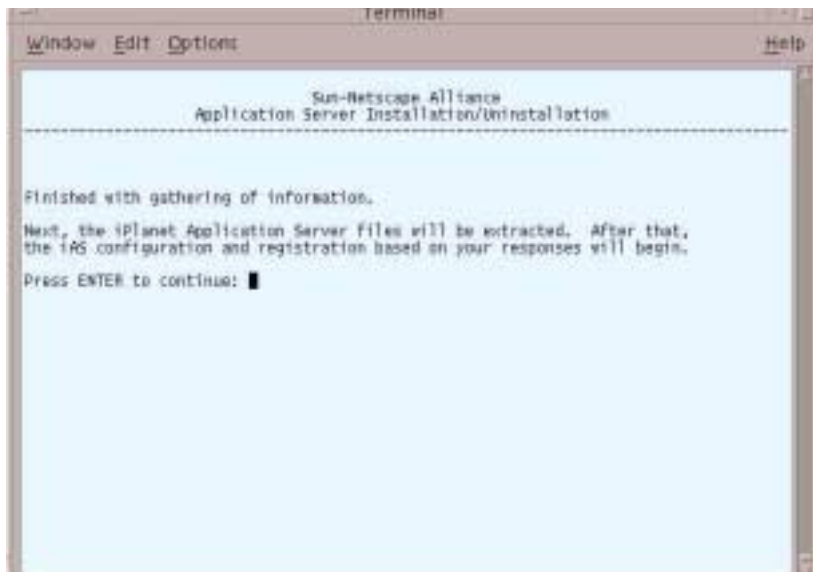 Terminal
Window Edit Options Help
Sun-Netscape Alliance
Application Server Installation/Uninstallation
--------------------------------------------------------------------------------
Finished with gathering of information.
Next, the iPlanet Application Server files will be extracted. After that,
the iAS configuration and registration based on your responses will begin.
Press ENTER to continue: